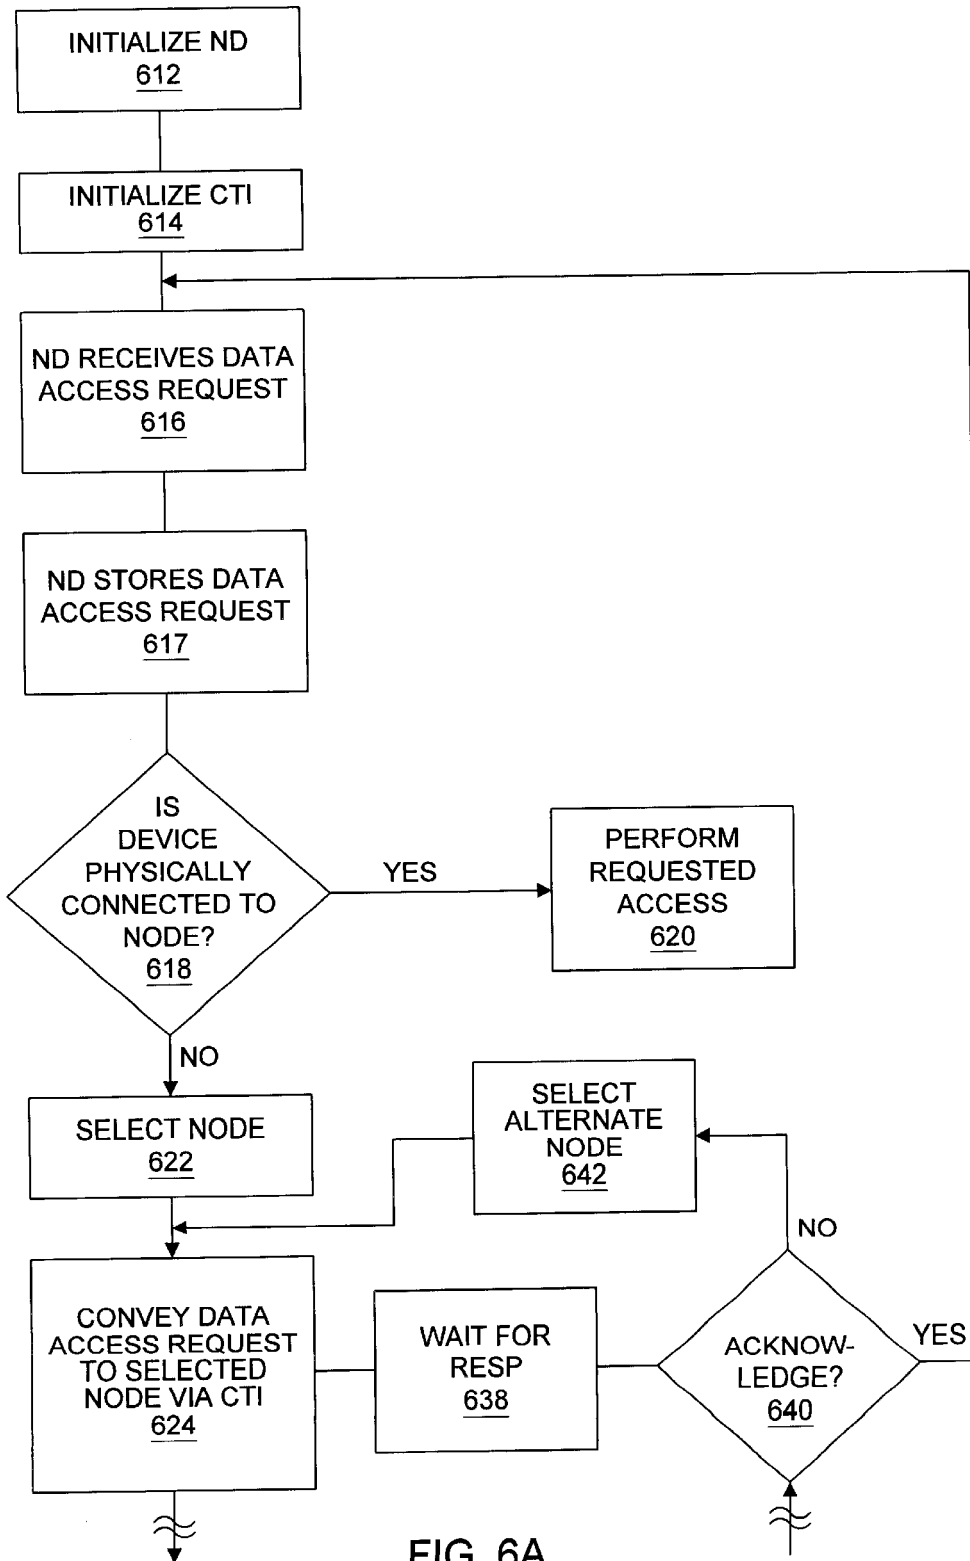 INITIALIZE ND
612
INITIALIZE CTI
614
ND RECEIVES DATA
ACCESS REQUEST
616
ND STORES DATA
ACCESS REQUEST
617
IS
DEVICE
PHYSICALLY
CONNECTED TO
NODE?
618
YES
PERFORM
REQUESTED
ACCESS
620
NO
SELECT NODE
622
SELECT
ALTERNATE
NODE
642
NO
CONVEY DATA
ACCESS REQUEST
TO SELECTED
NODE VIA CTI
624
WAIT FOR
RESP
638
ACKNOW-
LEDGE?
640
YES
FIG. 6A